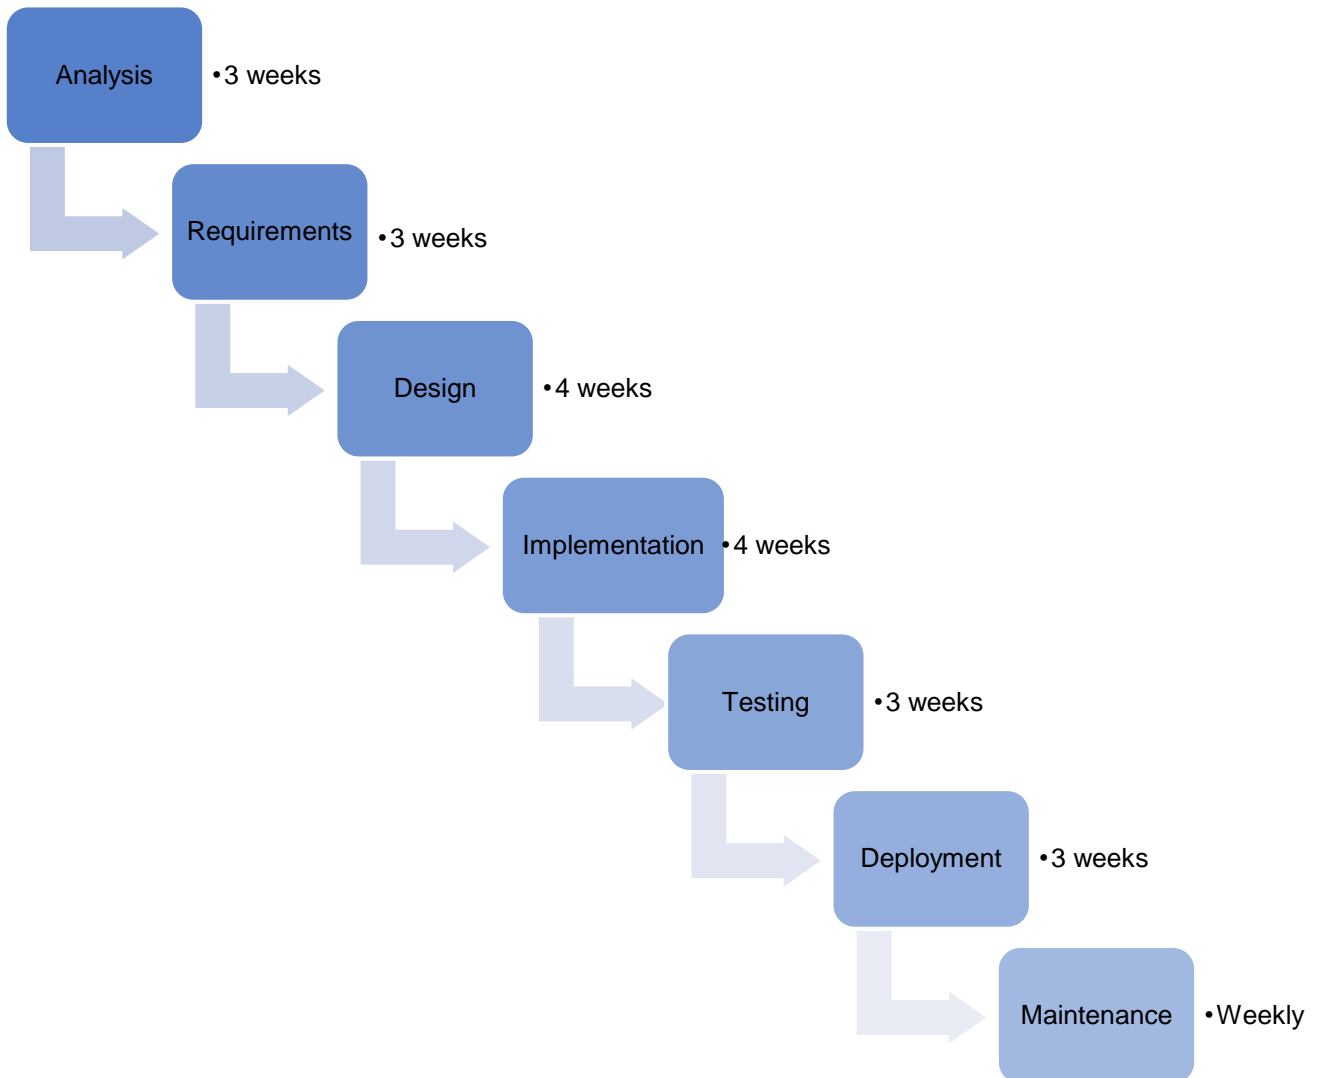 Analysis
•3 weeks
Requirements
•3 weeks
Design
•4 weeks
Implementation
•4 weeks
Testing
•3 weeks
Deployment
•3 weeks
Maintenance
•Weekly